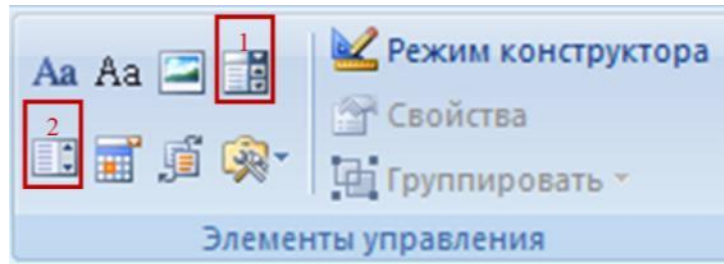 1
Aa Aa
Режим конструктора
2
Свойства
Группировать
Элементы управления